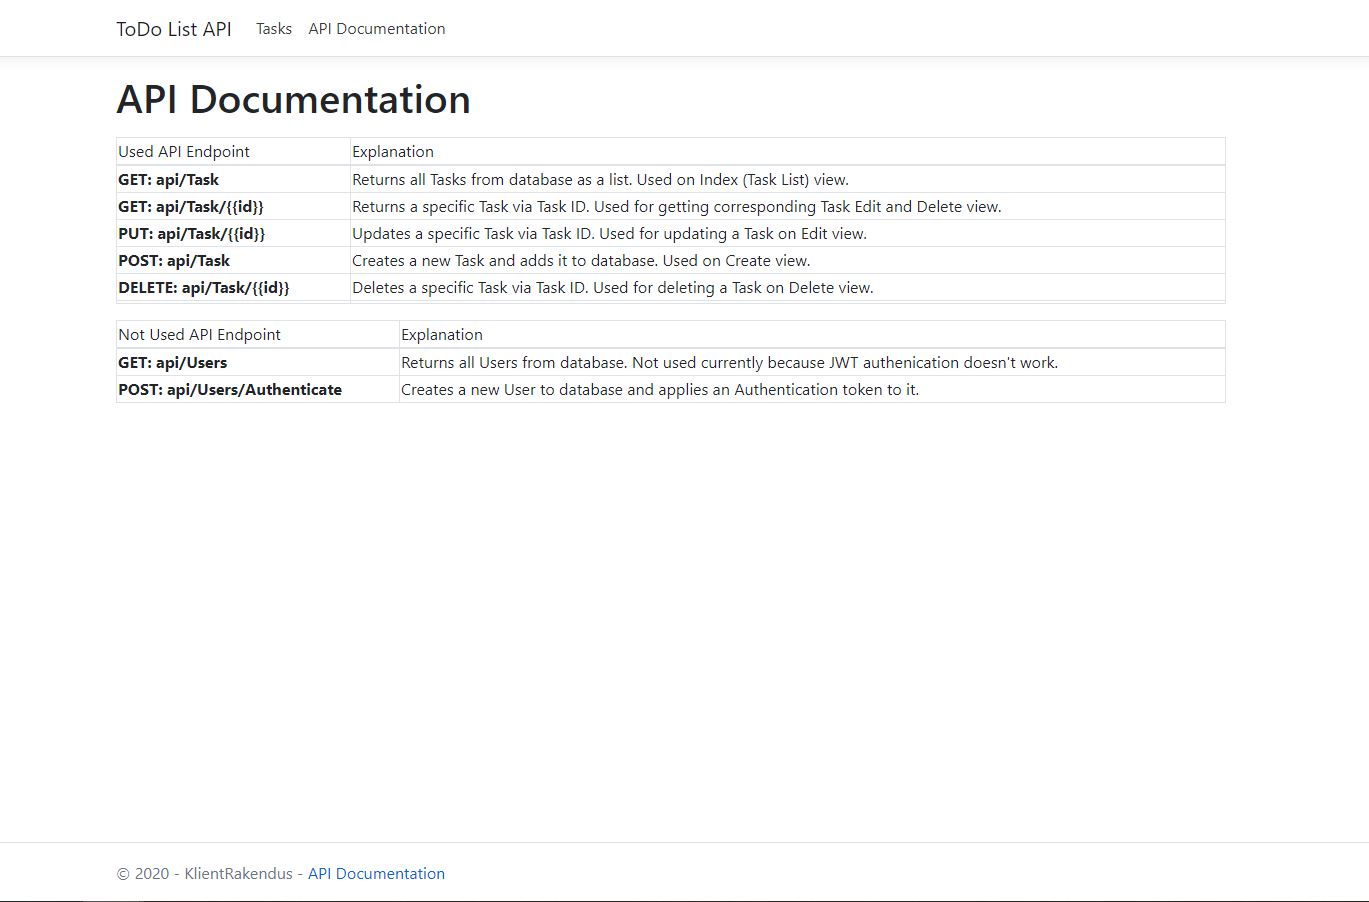 ToDo List API Tasks API Documentation
API Documentation
Used API Endpoint Explanation
GET: api/Task Returns all Tasks from database as a list. Used on Index (Task List) view.
GET: api/Task/{{id}} Returns a specific Task via Task ID. Used for getting corresponding Task Edit and Delete view.
PUT: api/Task/{{id}} Updates a specific Task via Task ID. Used for updating a Task on Edit view.
POST: api/Task Creates a new Task and adds it to database. Used on Create view.
DELETE: api/Task/{{id}} Deletes a specific Task via Task ID. Used for deleting a Task on Delete view.
Not Used API Endpoint Explanation
GET: api/Users Returns all Users from database. Not used currently because JWT authenication doesn't work.
POST: api/Users/Authenticate Creates a new User to database and applies an Authentication token to it.
© 2020 - KlientRakendus - API Documentation